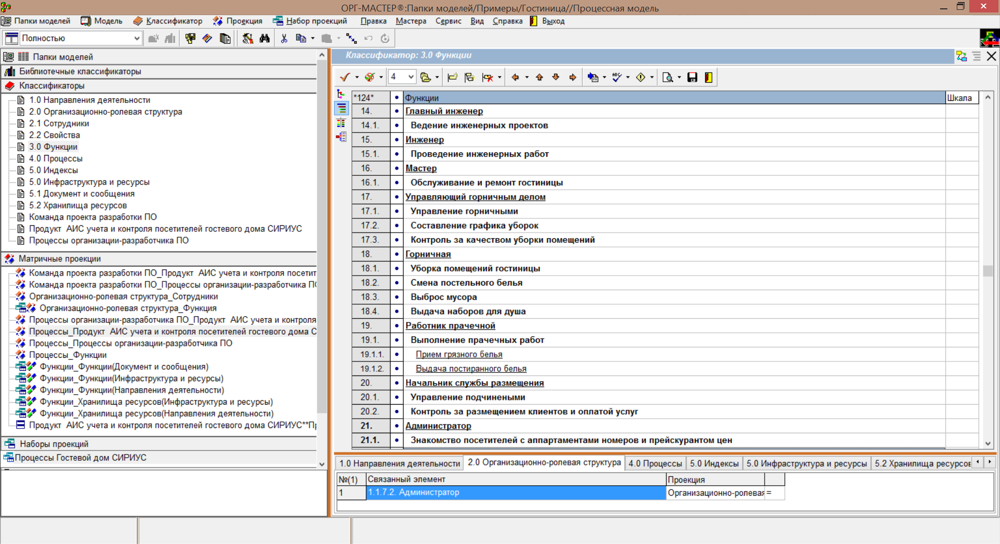 ОРГ-МАСТЕР®:Папки моделей/Примеры/Гостиница//Процессная модель
Папки моделей Модель Классификатор Проекция Набор проекций Правка Мастера Сервис Вид Справка Выход
Полностью
Папки моделей
Библиотечные классификаторы
Классификаторы
1.0 Направления деятельности
2.0 Организационно-ролевая структура
2.1 Сотрудники
2.2 Свойства
3.0 Функции
4.0 Процессы
5.0 Индексы
5.0 Инфраструктура и ресурсы
5.1 Документ и сообщения
5.2 Хранилища ресурсов
Команда проекта разработки ПО
Продукт АИС учета и контроля посетителей гостевого дома СИРИУС
Процессы организации-разработчика ПО
Матричные проекции
Команда проекта разработки ПО_Продукт АИС учета и контроля посетит
Команда проекта разработки ПО_Процессы организации-разработчика ПО
Организационно-ролевая структура_Сотрудники
Организационно-ролевая структура_Функция
Процессы организации-разработчика ПО_Продукт АИС учета и контроля
Процессы_Продукт АИС учета и контроля посетителей гостевого дома С
Процессы_Процессы организации-разработчика ПО
Процессы_Функции
Функции_Функции(Документ и сообщения)
Функции_Функции(Инфраструктура и ресурсы)
Функции_Функции(Направления деятельности)
Функции_Хранилища ресурсов(Инфраструктура и ресурсы)
Функции_Хранилища ресурсов(Направления деятельности)
Продукт АИС учета и контроля посетителей гостевого дома СИРИУС**Пр
Наборы проекций
Процессы Гостевой дом СИРИУС
Классификатор: 3.0 Функции
4
*124* Функции Шкала
14. Главный инженер
14.1. Ведение инженерных проектов
15. Инженер
15.1. Проведение инженерных работ
16. Мастер
16.1. Обслуживание и ремонт гостиницы
17. Управляющий горничным делом
17.1. Управление горничными
17.2. Составление графика уборок
17.3. Контроль за качеством уборки помещений
18. Горничная
18.1. Уборка помещений гостиницы
18.2. Смена постельного белья
18.3. Выброс мусора
18.4. Выдача наборов для душа
19. Работник прачечной
19.1. Выполнение прачечных работ
19.1.1. Прием грязного белья
19.1.2. Выдача постиранного белья
20. Начальник службы размещения
20.1. Управление подчинеными
20.2. Контроль за размещением клиентов и оплатой услуг
21. Администратор
21.1. Знакомство посетителей с аппартаментами номеров и прейскурантом цен
1.0 Направления деятельности 2.0 Организационно-ролевая структура 4.0 Процессы 5.0 Индексы 5.0 Инфраструктура и ресурсы 5.2 Хранилища ресурсов
№(1) Связанный элемент Проекция
1 1.1.7.2. Администратор Организационно-ролевая =